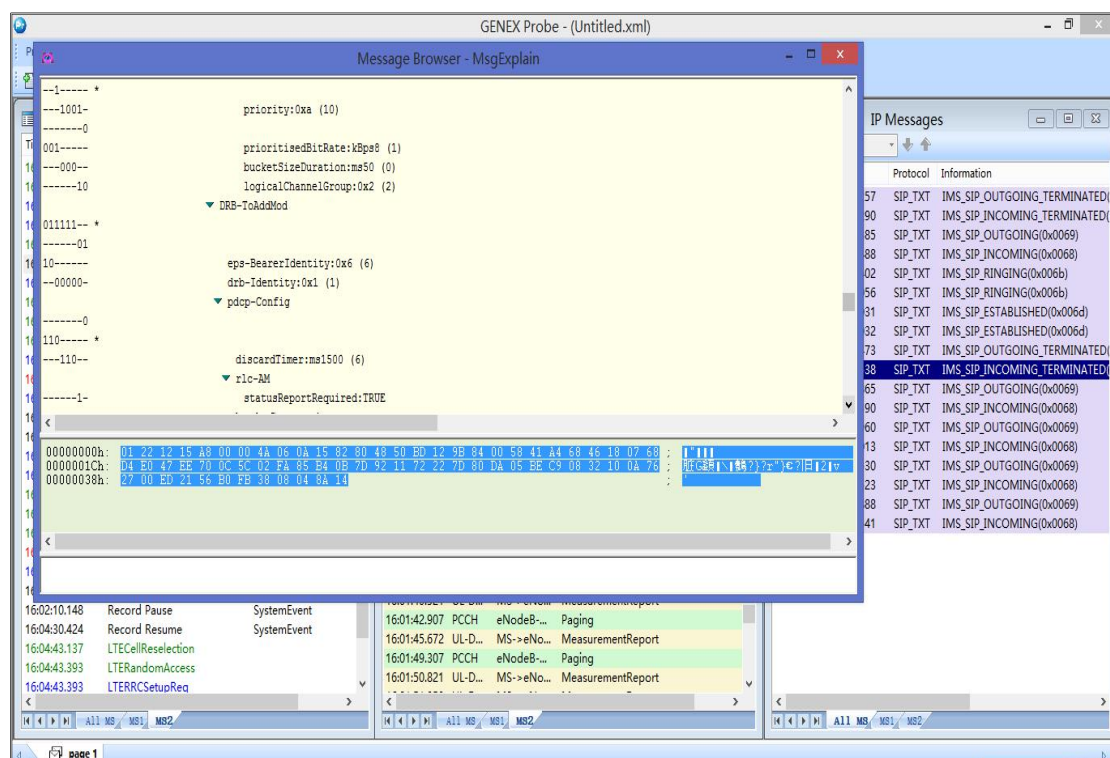 GENEX Probe - (Untitled.xml)
Message Browser - MsgExplain
--1----- *
---1001- priority:0xa (10)
-------0
001----- prioritisedBitRate:kBps8 (1)
---000-- bucketSizeDuration:ms50 (0)
------10 logicalChannelGroup:0x2 (2)
DRB-ToAddMod
011111-- *
------01
10------ eps-BearerIdentity:0x6 (6)
--00000- drb-Identity:0x1 (1)
pdcp-Config
-------0
110----- *
---110-- discardTimer:ms1500 (6)
rlc-AM
------1- statusReportRequired:TRUE
00000000h: 01 22 12 15 A8 00 00 4A 06 0A 15 82 80 48 50 BD 12 9B 84 00 58 41 A4 68 46 18 07 68 ;
0000001Ch: D4 E0 47 EE 70 0C 5C 02 FA 85 B4 0B 7D 92 11 72 22 7D 80 DA 05 BE C9 08 32 10 0A 76 ;
00000038h: 27 00 ED 21 56 B0 FB 38 08 04 8A 14 ;
IP Messages
Protocol Information
57 SIP_TXT IMS_SIP_OUTGOING_TERMINATED(
90 SIP_TXT IMS_SIP_INCOMING_TERMINATED(
85 SIP_TXT IMS_SIP_OUTGOING(0x0069)
88 SIP_TXT IMS_SIP_INCOMING(0x0068)
02 SIP_TXT IMS_SIP_RINGING(0x006b)
56 SIP_TXT IMS_SIP_RINGING(0x006b)
31 SIP_TXT IMS_SIP_ESTABLISHED(0x006d)
32 SIP_TXT IMS_SIP_ESTABLISHED(0x006d)
73 SIP_TXT IMS_SIP_OUTGOING_TERMINATED(
38 SIP_TXT IMS_SIP_INCOMING_TERMINATED(
65 SIP_TXT IMS_SIP_OUTGOING(0x0069)
90 SIP_TXT IMS_SIP_INCOMING(0x0068)
60 SIP_TXT IMS_SIP_OUTGOING(0x0069)
13 SIP_TXT IMS_SIP_INCOMING(0x0068)
30 SIP_TXT IMS_SIP_OUTGOING(0x0069)
23 SIP_TXT IMS_SIP_INCOMING(0x0068)
88 SIP_TXT IMS_SIP_OUTGOING(0x0069)
41 SIP_TXT IMS_SIP_INCOMING(0x0068)
16:02:10.148 Record Pause SystemEvent
16:04:30.424 Record Resume SystemEvent
16:04:43.137 LTECellReselection
16:04:43.393 LTERandomAccess
16:04:43.393 LTERRCSetupReq
16:01:42.907 PCCH eNodeB-... Paging
16:01:45.672 UL-D... MS->eNo... MeasurementReport
16:01:49.307 PCCH eNodeB-... Paging
16:01:50.821 UL-D... MS->eNo... MeasurementReport
All MS MS1 MS2
All MS MS1 MS2
All MS MS1 MS2
page 1